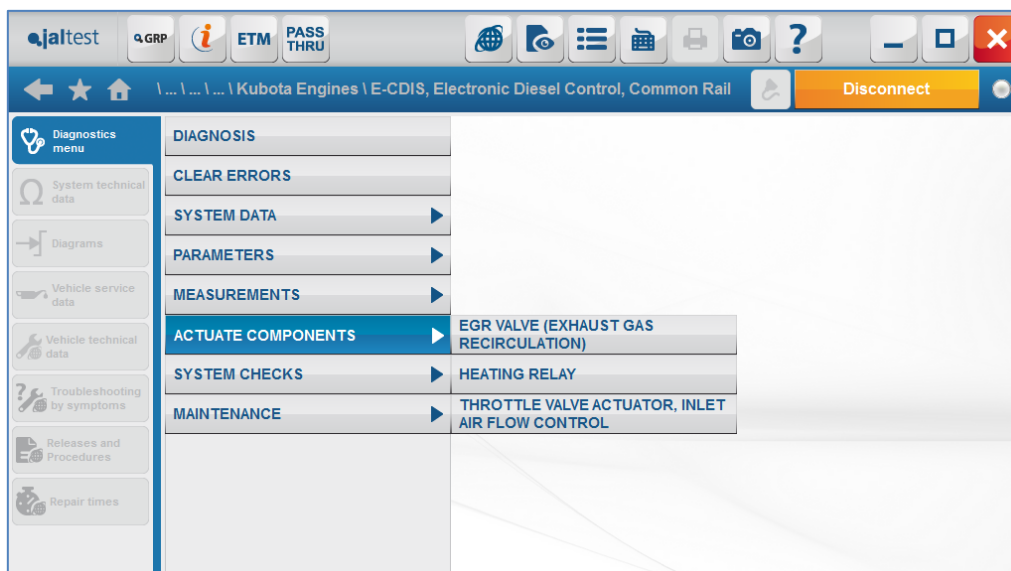 jaltest
GRP
i
ETM
PASS
THRU
?
\ ... \ ... \ ... \ Kubota Engines \ E-CDIS, Electronic Diesel Control, Common Rail
Disconnect
Diagnostics
menu
System technical
data
Diagrams
Vehicle service
data
Vehicle technical
data
Troubleshooting
by symptoms
Releases and
Procedures
Repair times
DIAGNOSIS
CLEAR ERRORS
SYSTEM DATA
PARAMETERS
MEASUREMENTS
ACTUATE COMPONENTS
SYSTEM CHECKS
MAINTENANCE
EGR VALVE (EXHAUST GAS
RECIRCULATION)
HEATING RELAY
THROTTLE VALVE ACTUATOR, INLET
AIR FLOW CONTROL